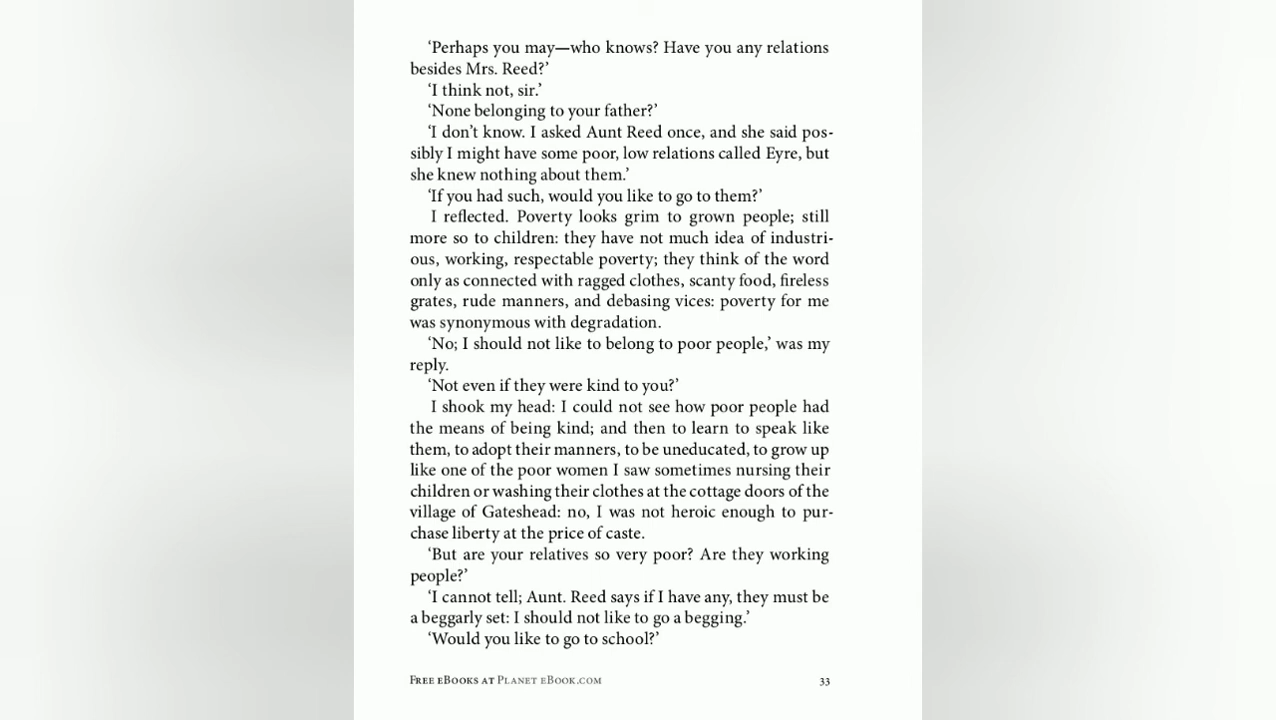 ‘Perhaps you may—who knows? Have you any relations
besides Mrs. Reed?’
‘I think not, sir.’
‘None belonging to your father?’
‘I don’t know. I asked Aunt Reed once, and she said pos-
sibly I might have some poor, low relations called Eyre, but
she knew nothing about them.’
‘If you had such, would you like to go to them?’
I reflected. Poverty looks grim to grown people; still
more so to children: they have not much idea of industri-
ous, working, respectable poverty; they think of the word
only as connected with ragged clothes, scanty food, fireless
grates, rude manners, and debasing vices: poverty for me
was synonymous with degradation.
‘No; I should not like to belong to poor people,’ was my
reply.
‘Not even if they were kind to you?’
I shook my head: I could not see how poor people had
the means of being kind; and then to learn to speak like
them, to adopt their manners, to be uneducated, to grow up
like one of the poor women I saw sometimes nursing their
children or washing their clothes at the cottage doors of the
village of Gateshead: no, I was not heroic enough to pur-
chase liberty at the price of caste.
‘But are your relatives so very poor? Are they working
people?’
‘I cannot tell; Aunt. Reed says if I have any, they must be
a beggarly set: I should not like to go a begging.’
‘Would you like to go to school?’
Free eBooks at Planet eBook.com 33